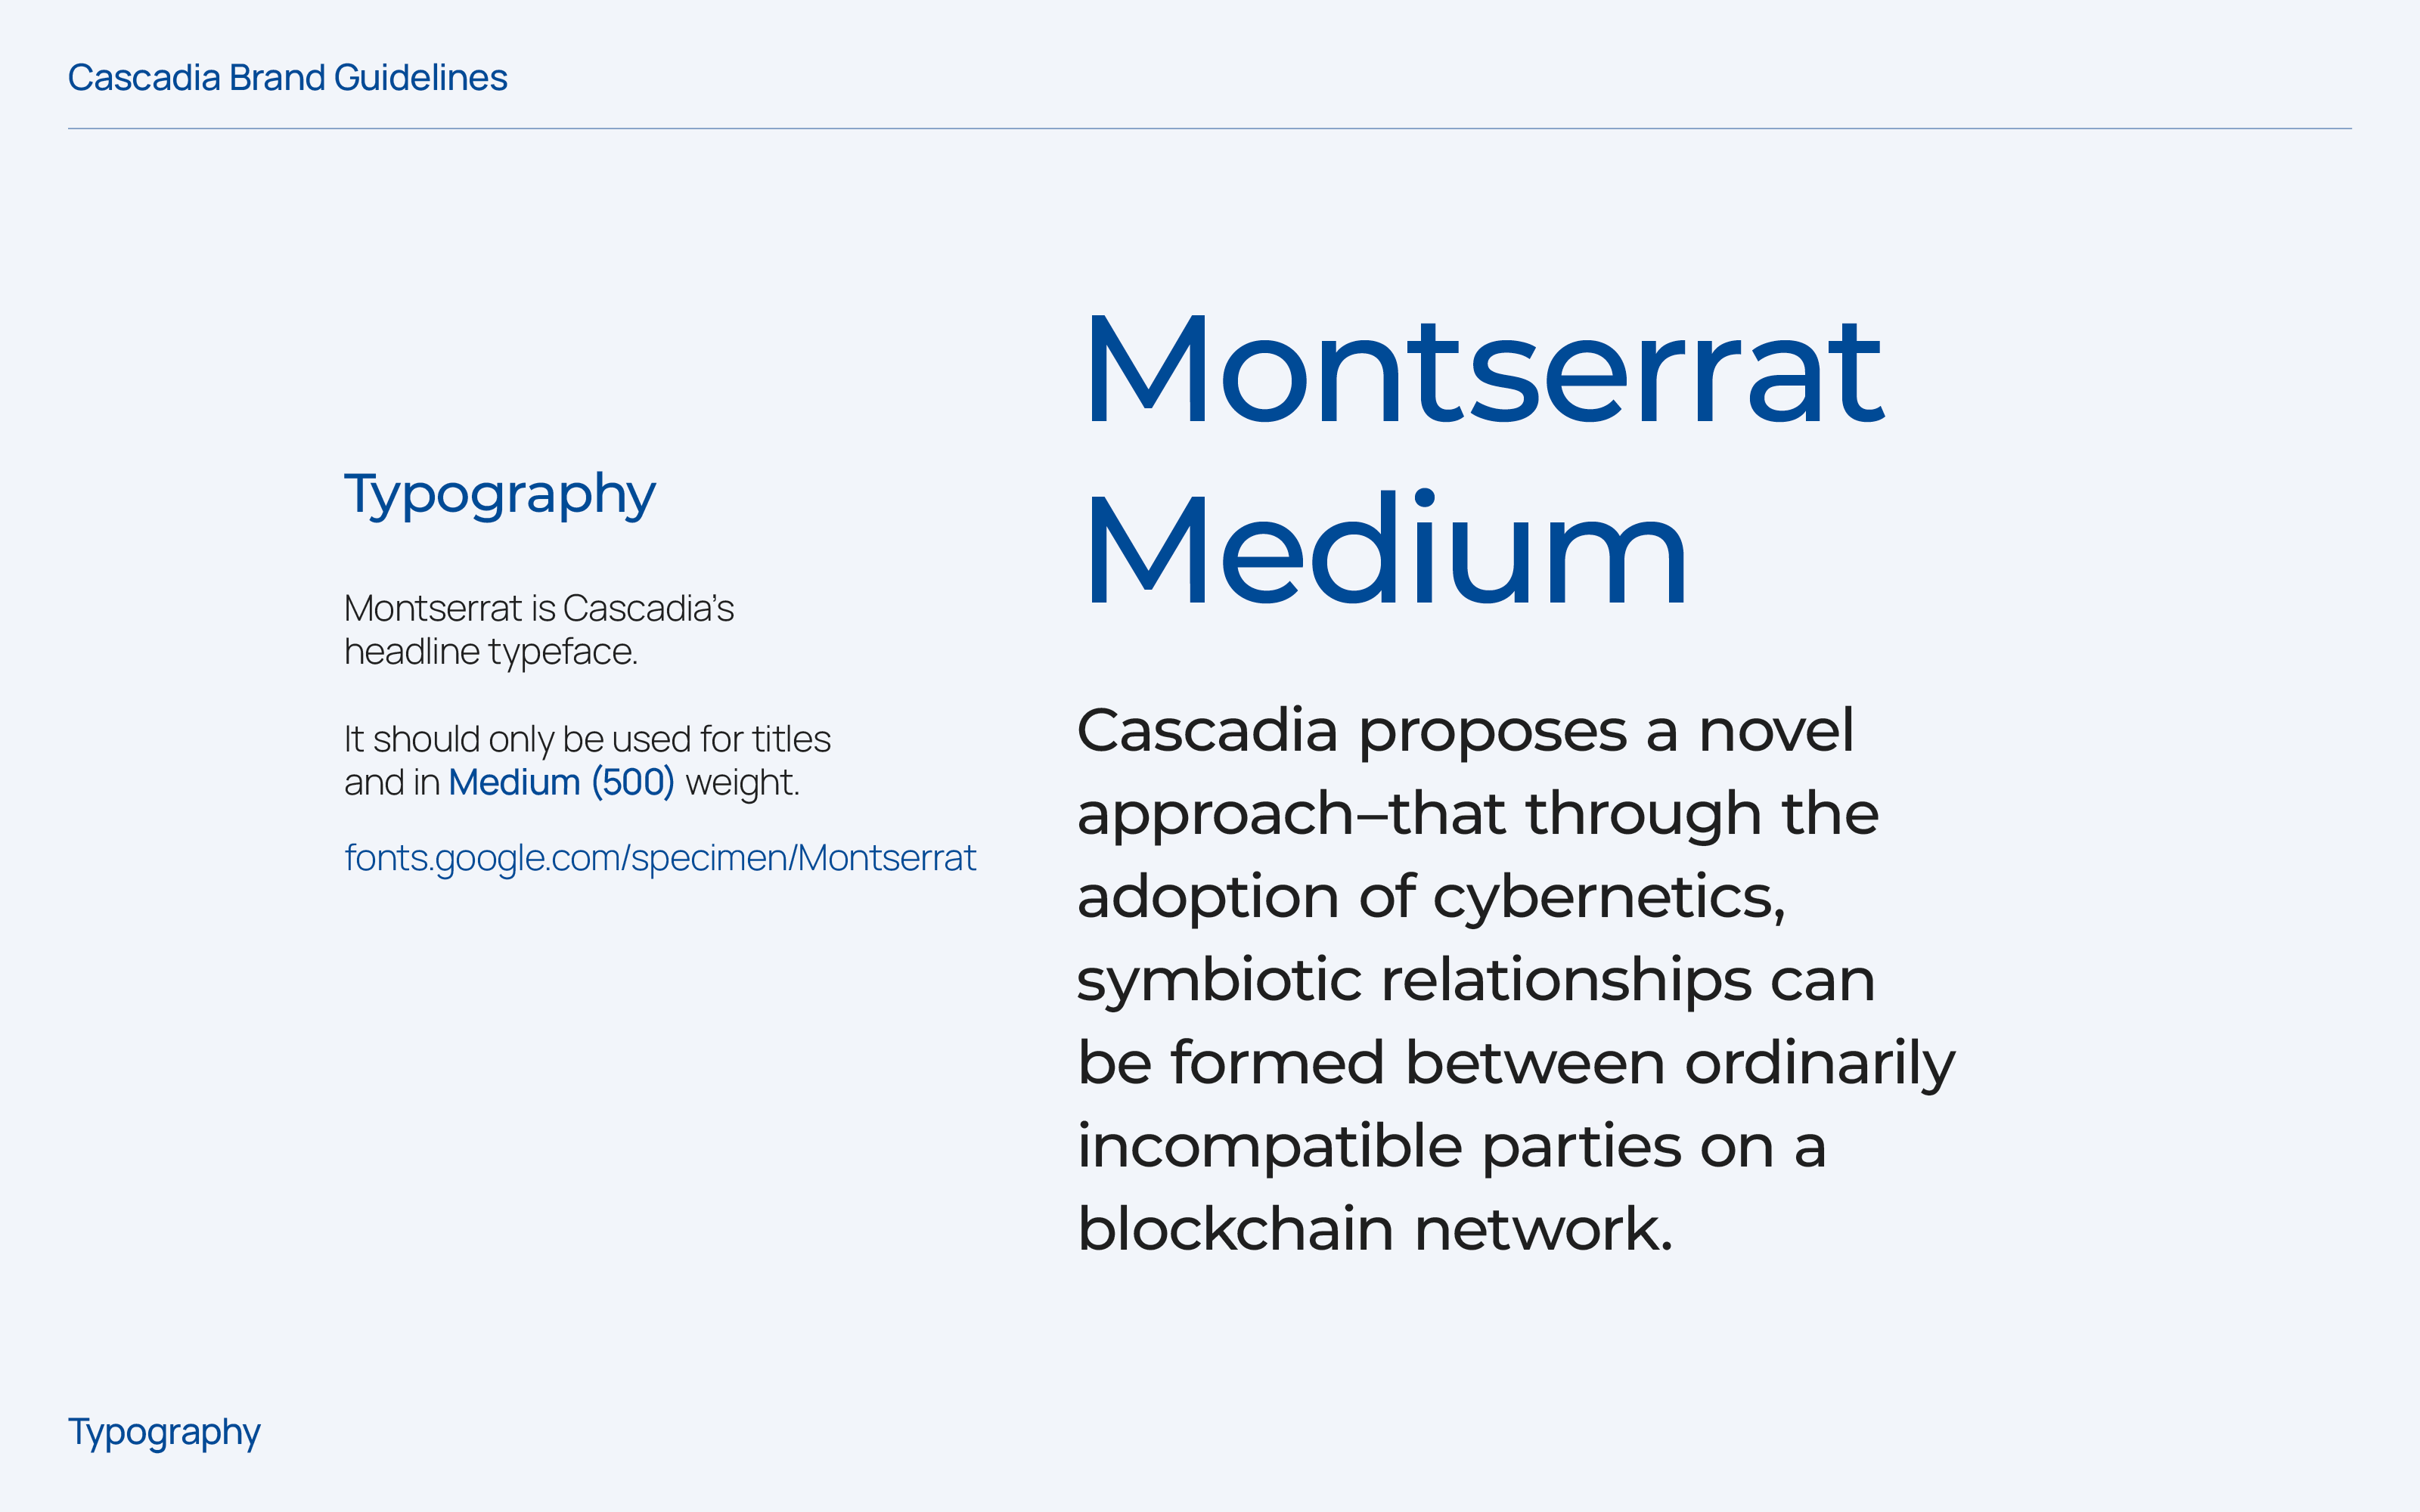 Cascadia Brand Guidelines
Typography
Montserrat is Cascadia’s
headline typeface.
It should only be used for titles
and in Medium (500) weight.
fonts.google.com/specimen/Montserrat
Montserrat
Medium
Cascadia proposes a novel
approach–that through the
adoption of cybernetics,
symbiotic relationships can
be formed between ordinarily
incompatible parties on a
blockchain network.
Typography